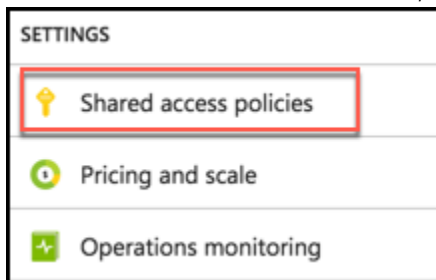 SETTINGS
Shared access policies
Pricing and scale
Operations monitoring